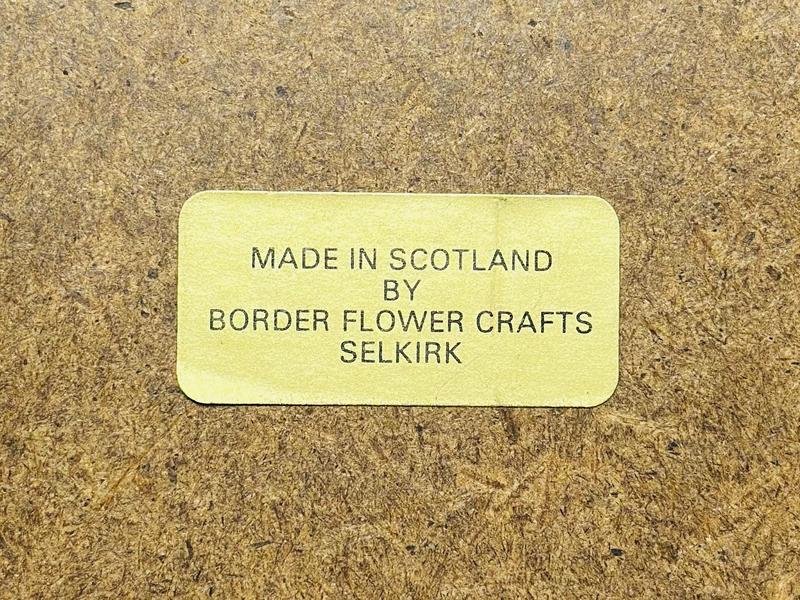 MADE IN SCOTLAND
BY
BORDER FLOWER CRAFTS
SELKIRK